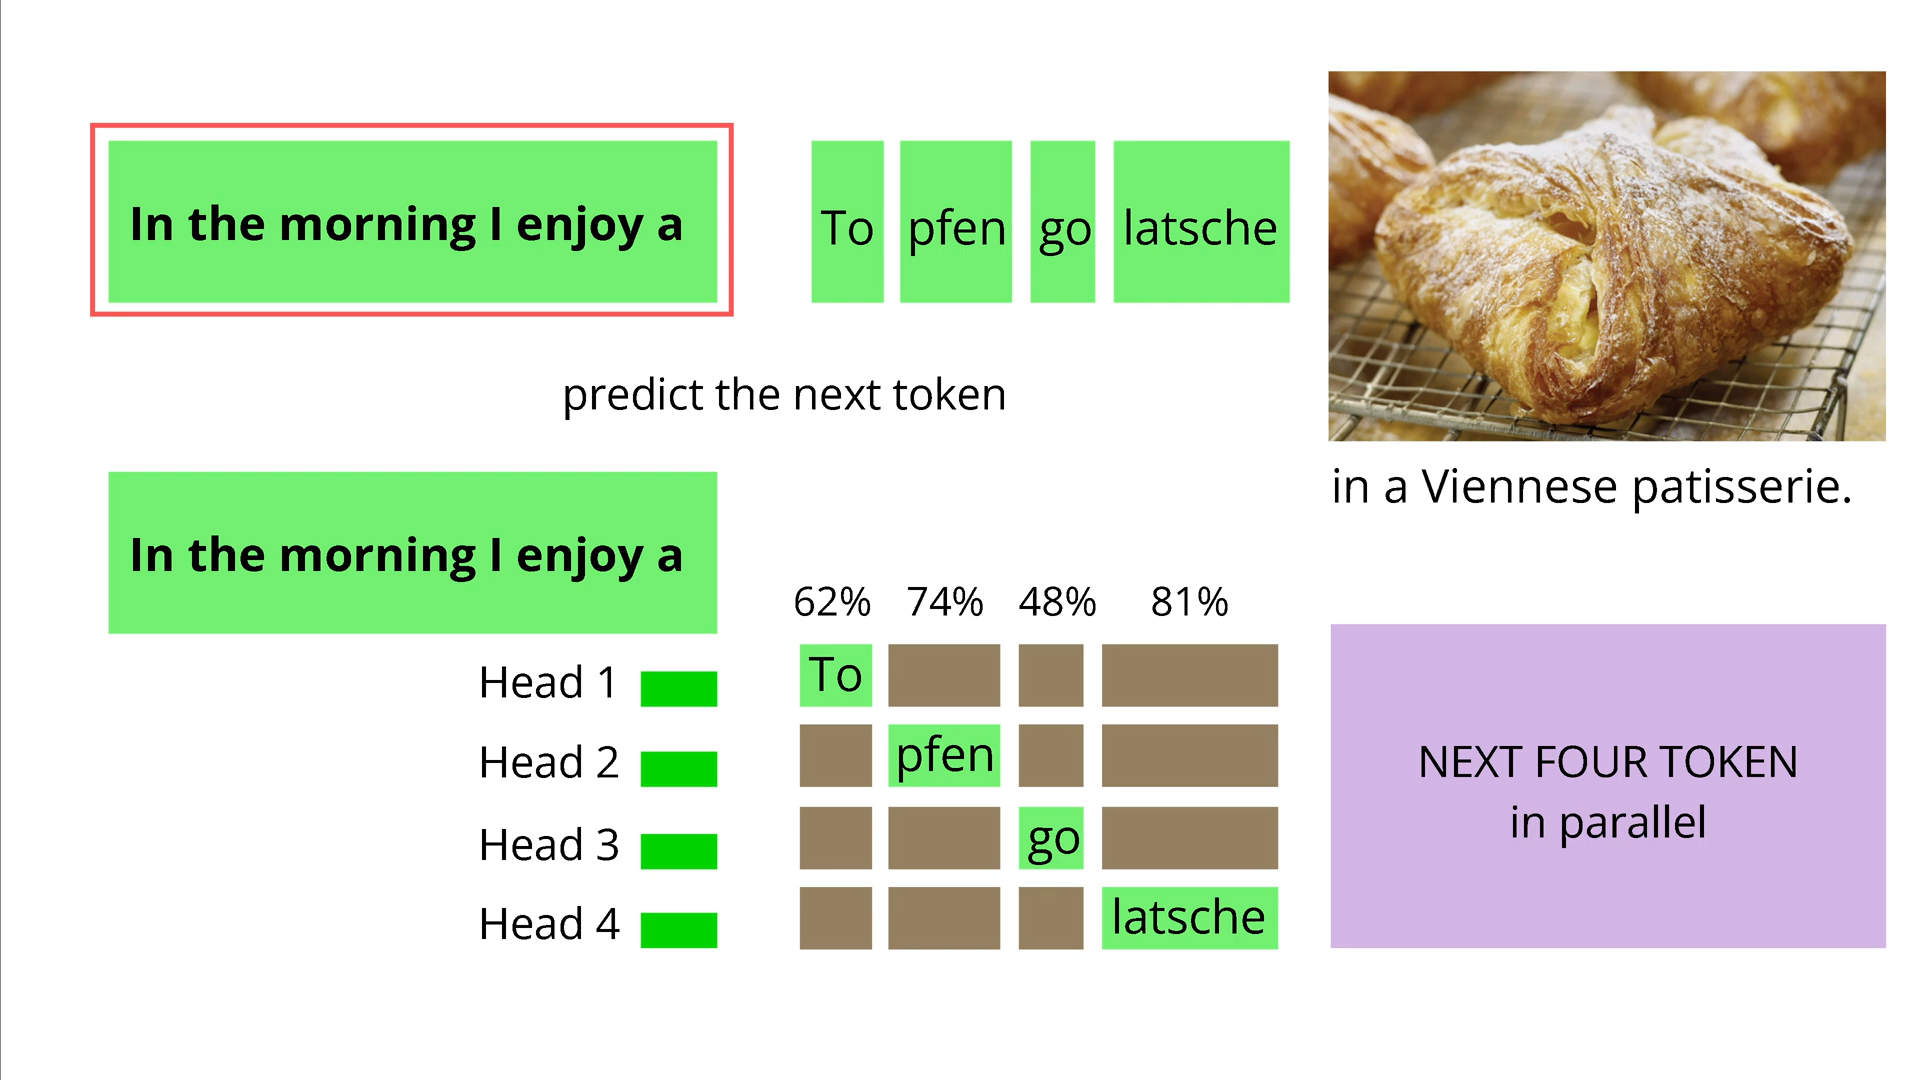 In the morning I enjoy a
To pfen go latsche
predict the next token
in a Viennese patisserie.
In the morning I enjoy a
62% 74% 48% 81%
Head 1 To
Head 2 pfen
Head 3 go
Head 4 latsche
NEXT FOUR TOKEN
in parallel